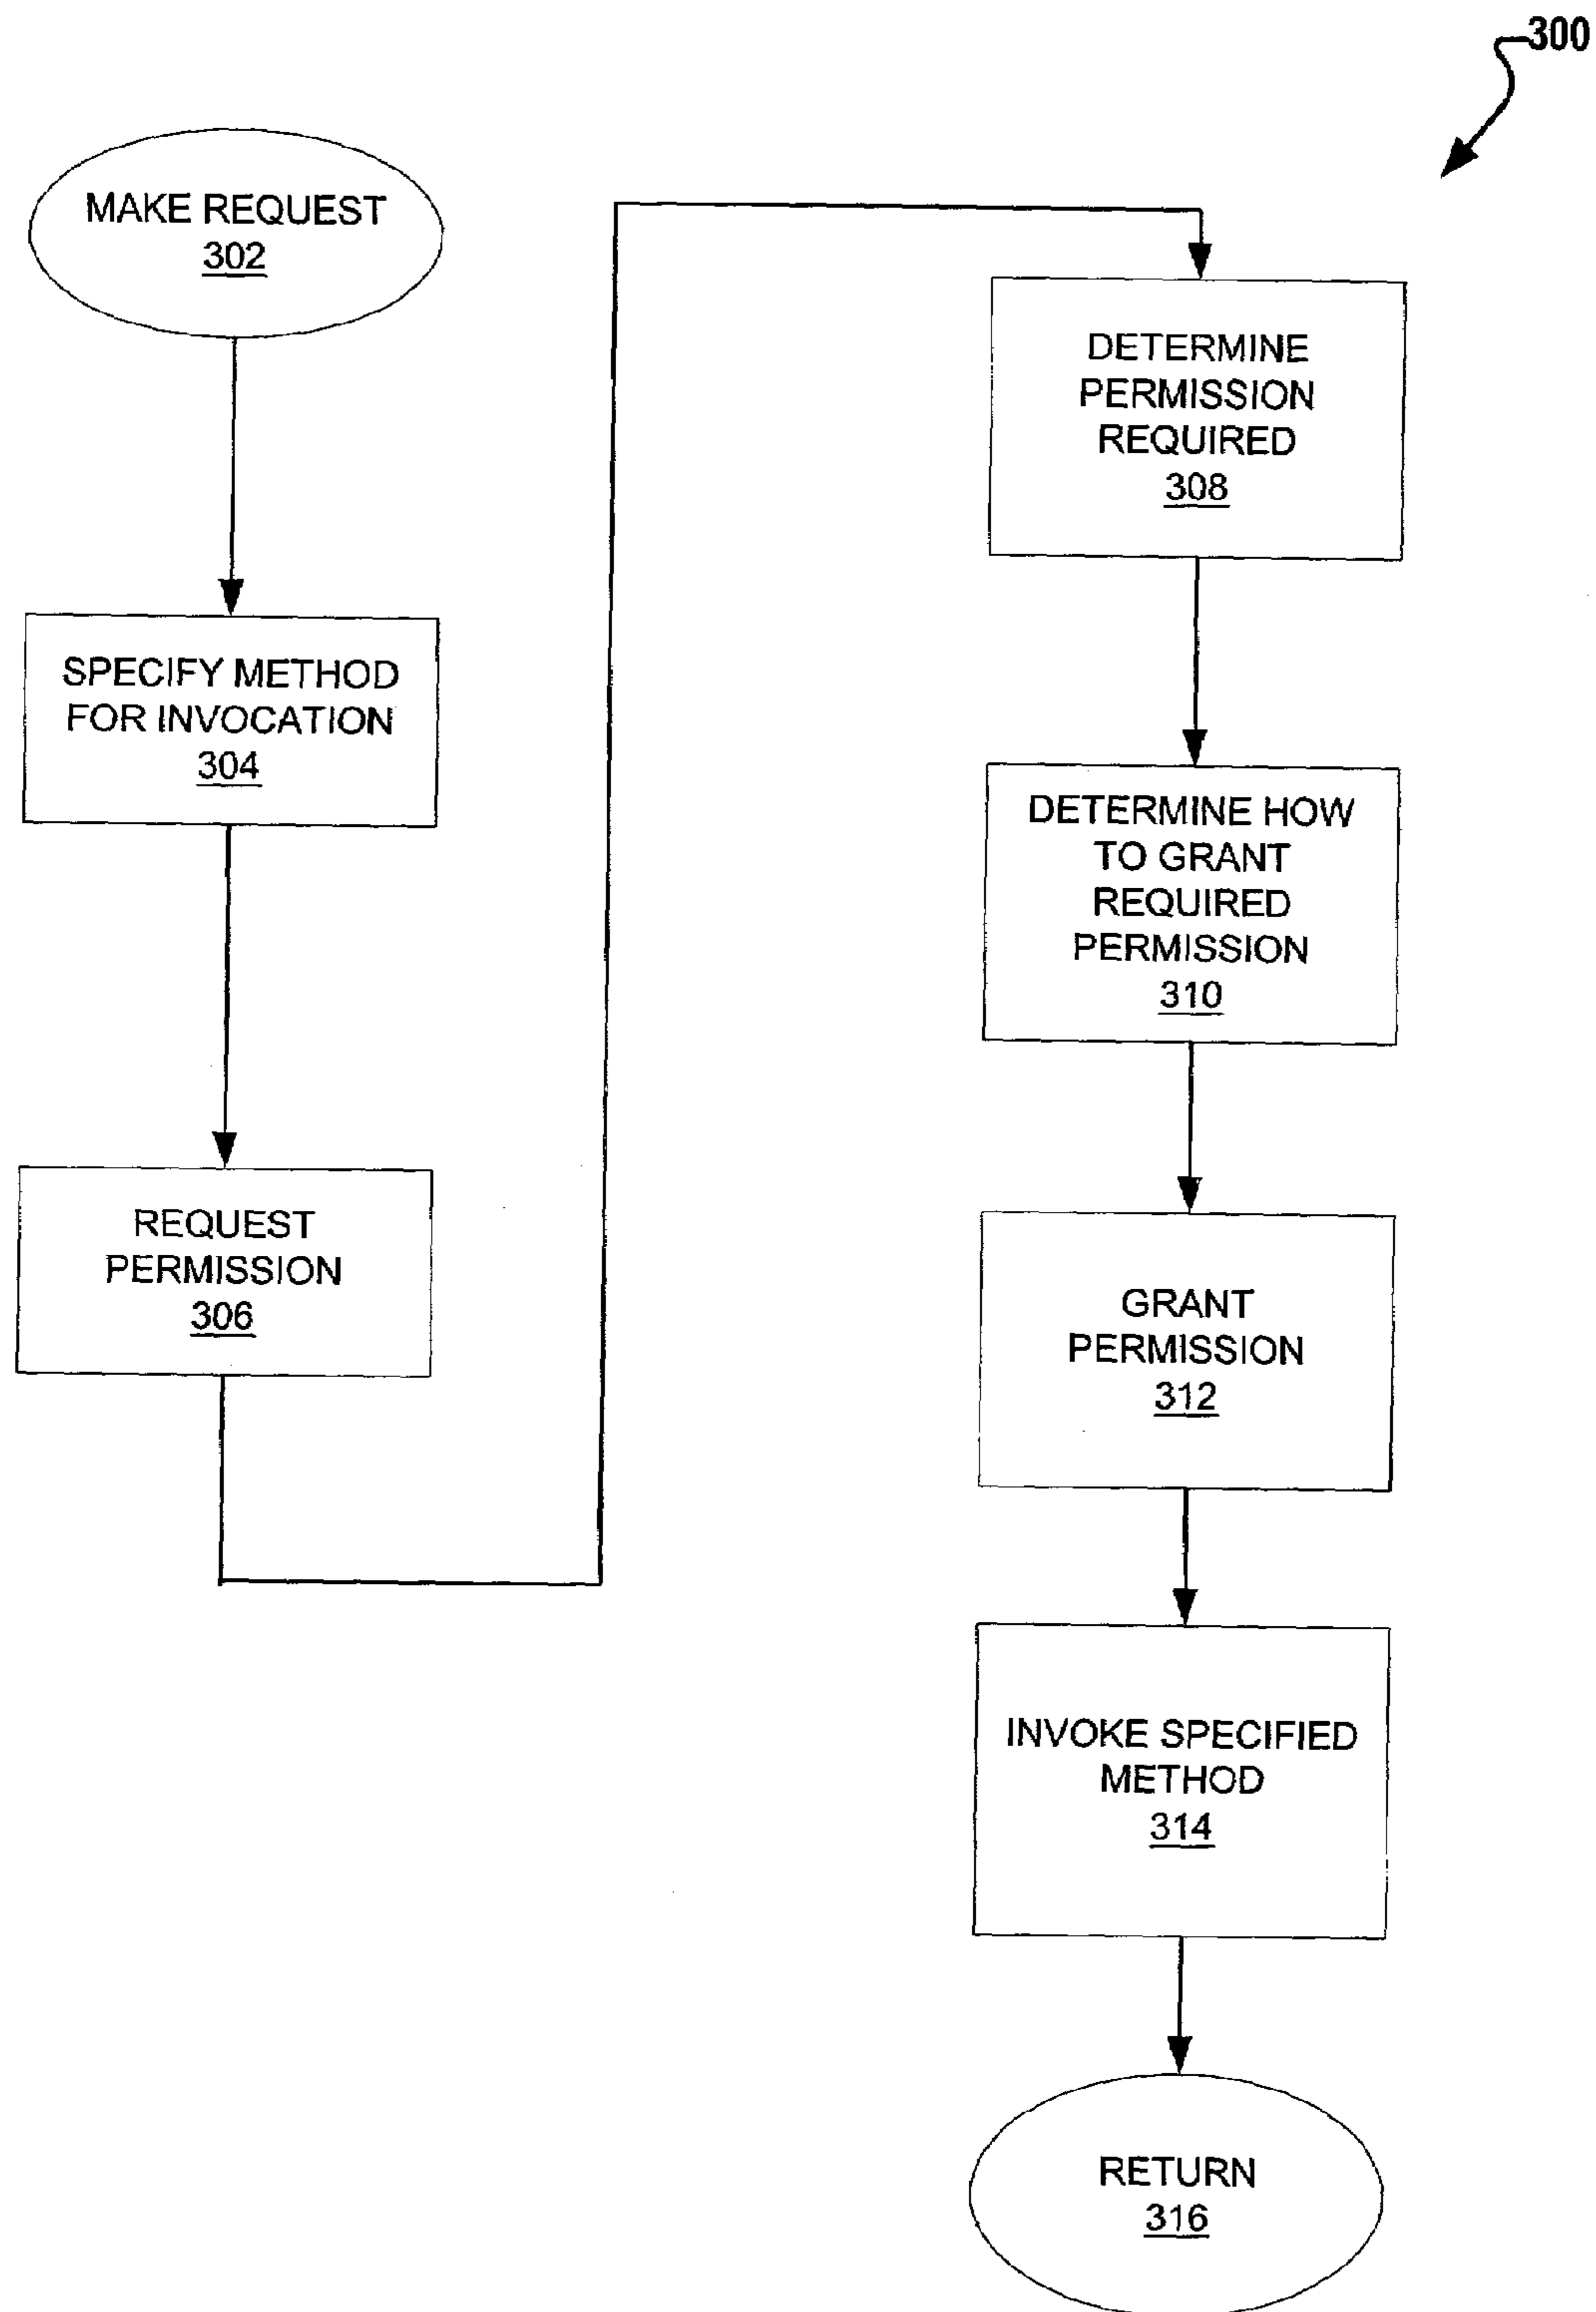 300
MAKE REQUEST
302
SPECIFY METHOD
FOR INVOCATION
304
REQUEST
PERMISSION
306
DETERMINE
PERMISSION
REQUIRED
308
DETERMINE HOW
TO GRANT
REQUIRED
PERMISSION
310
GRANT
PERMISSION
312
INVOKE SPECIFIED
METHOD
314
RETURN
316